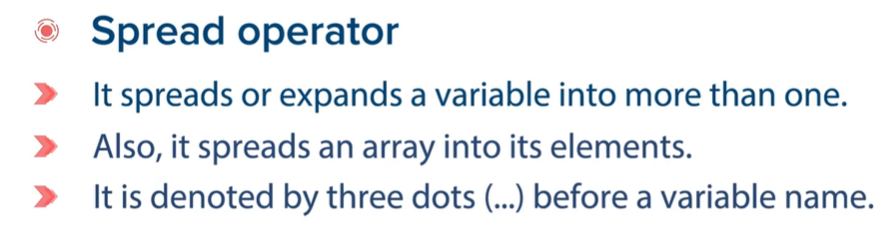 Spread operator
It spreads or expands a variable into more than one.
Also, it spreads an array into its elements.
It is denoted by three dots (...) before a variable name.